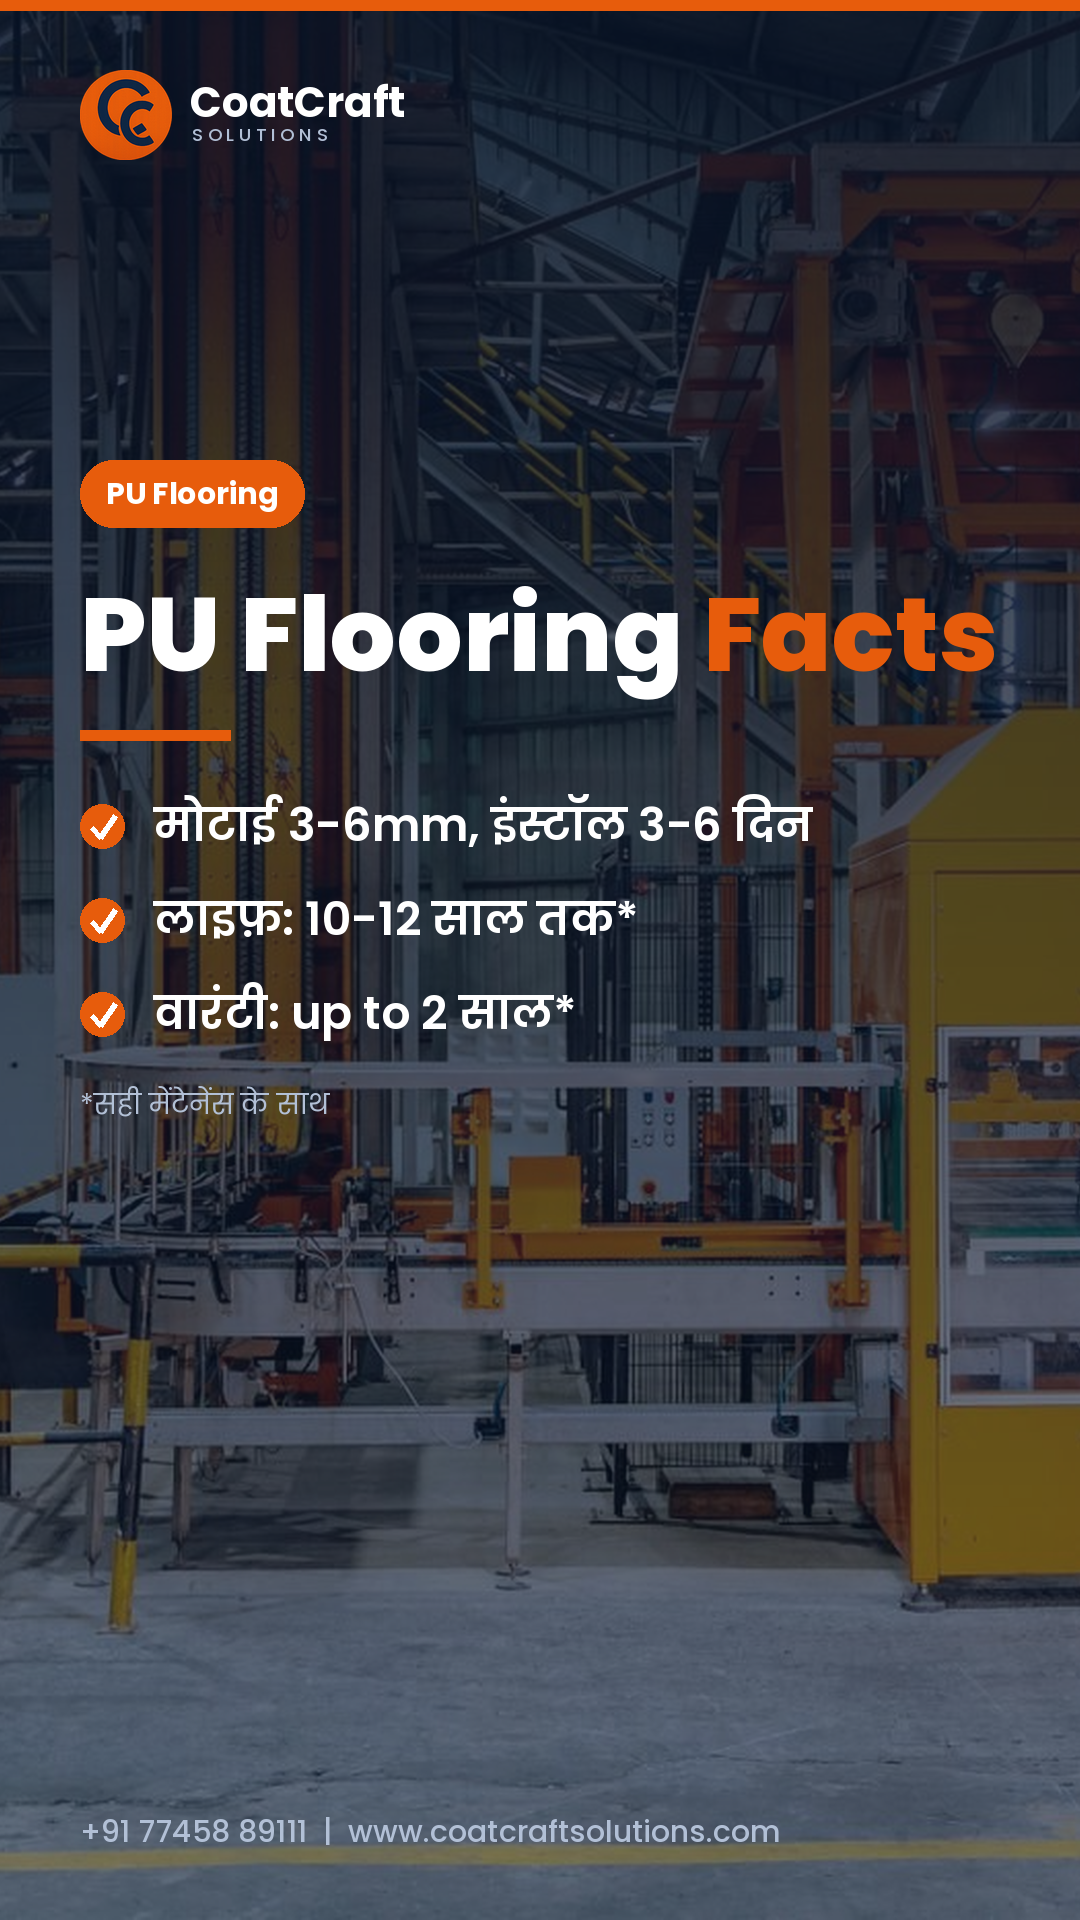 CoatCraft
SOLUTIONS
PU Flooring
PU Flooring Facts
मोटाई 3-6mm, इंस्टॉल 3-6 दिन
लाइफ़: 10-12 साल तक*
वारंटी: up to 2 साल*
*सही मेंटेनेंस के साथ
+91 77458 89111 | www.coatcraftsolutions.com